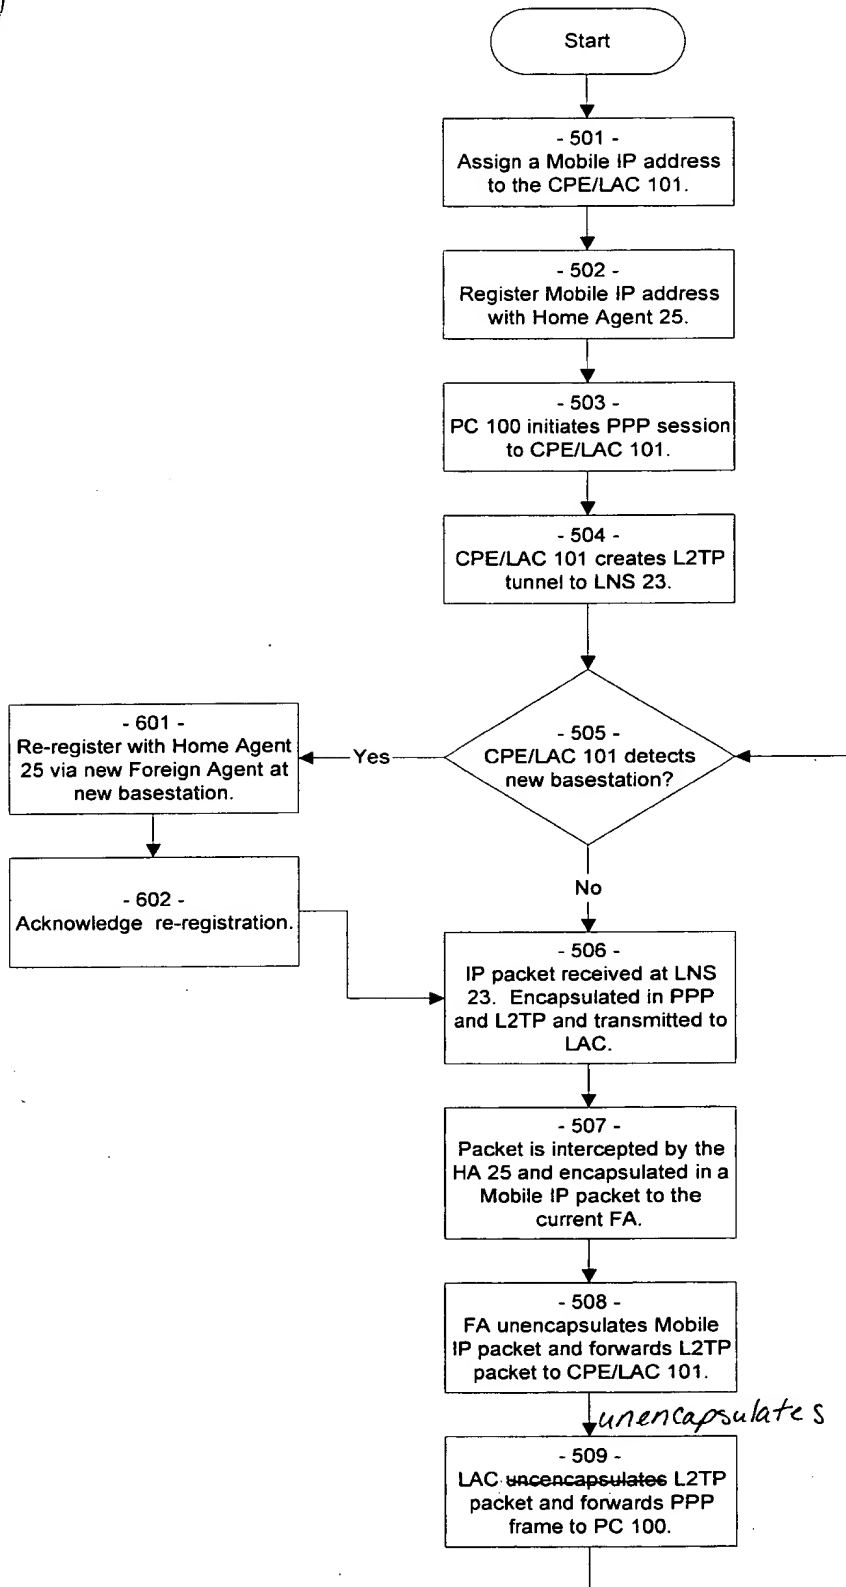 Start
- 501 -
Assign a Mobile IP address
to the CPE/LAC 101.
- 502 -
Register Mobile IP address
with Home Agent 25.
- 503 -
PC 100 initiates PPP session
to CPE/LAC 101.
- 504 -
CPE/LAC 101 creates L2TP
tunnel to LNS 23.
- 505 -
CPE/LAC 101 detects
new basestation?
Yes
- 601 -
Re-register with Home Agent
25 via new Foreign Agent at
new basestation.
- 602 -
Acknowledge re-registration.
No
- 506 -
IP packet received at LNS
23. Encapsulated in PPP
and L2TP and transmitted to
LAC.
- 507 -
Packet is intercepted by the
HA 25 and encapsulated in a
Mobile IP packet to the
current FA.
- 508 -
FA unencapsulates Mobile
IP packet and forwards L2TP
packet to CPE/LAC 101.
unencapsulates
- 509 -
LAC uncencapsulates L2TP
packet and forwards PPP
frame to PC 100.